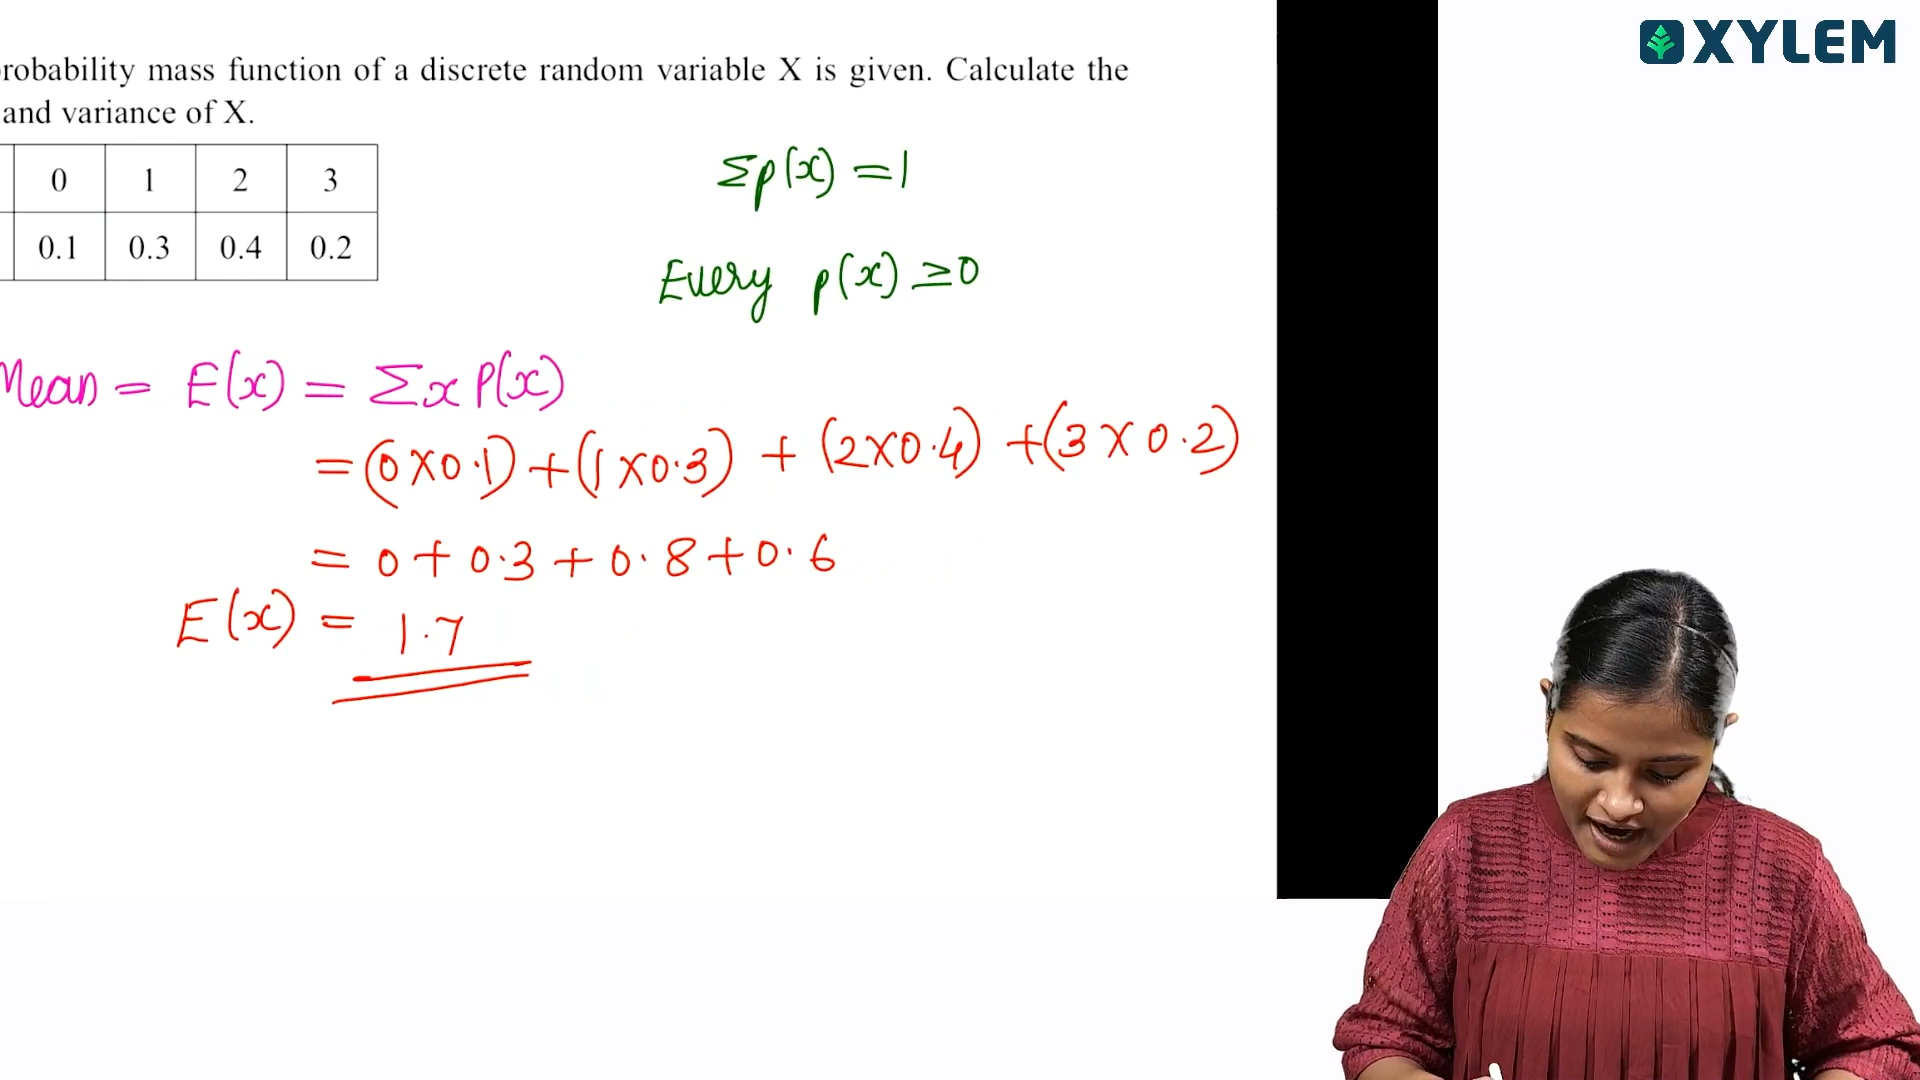 XYLEM
robability mass function of a discrete random variable X is given. Calculate the
and variance of X.
0 1 2 3
0.1 0.3 0.4 0.2
Σp(x) = 1
Every p(x) ≥ 0
Mean = E(x) = Σx P(x)
= (0 X 0.1) + (1 X 0.3) + (2 X 0.4) + (3 X 0.2)
= 0 + 0.3 + 0.8 + 0.6
E(x) = 1.7